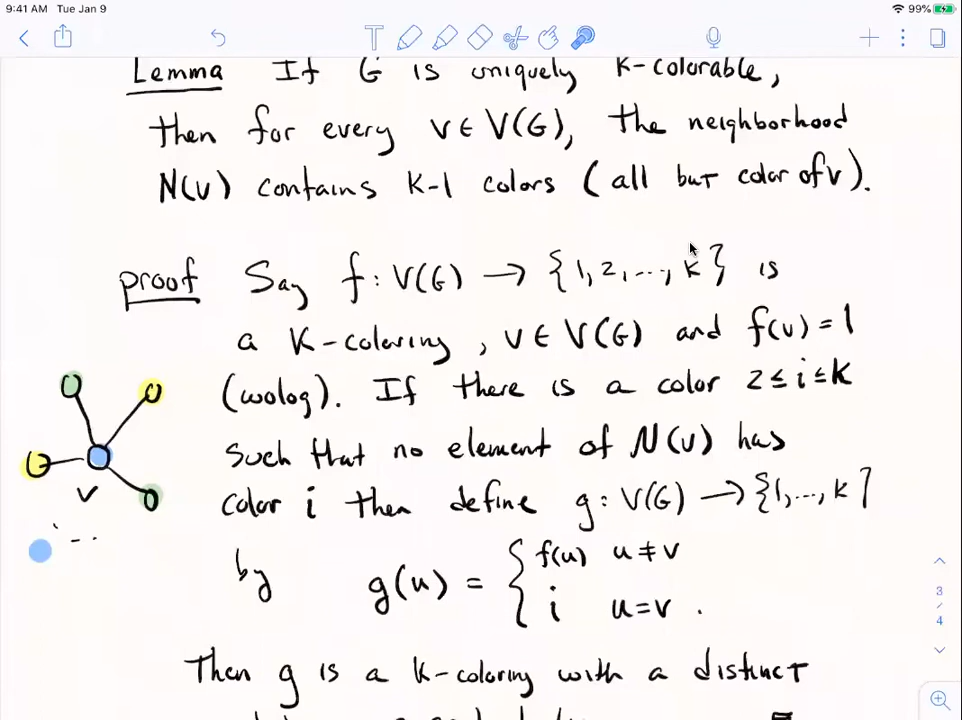 9:41 AM Tue Jan 9
99%
Lemma If G is uniquely k-colorable,
then for every v ∈ V(G), the neighborhood
N(v) contains k-1 colors (all but color of v).
proof Say f: V(G) → {1, 2, ..., k} is
a k-coloring, v ∈ V(G) and f(v) = 1
(wolog). If there is a color 2 ≤ i ≤ k
such that no element of N(v) has
color i then define g: V(G) → {1, ..., k}
v
by g(u) = { f(u) u ≠ v
i u = v .
3 / 4
Then g is a k-coloring with a distinct